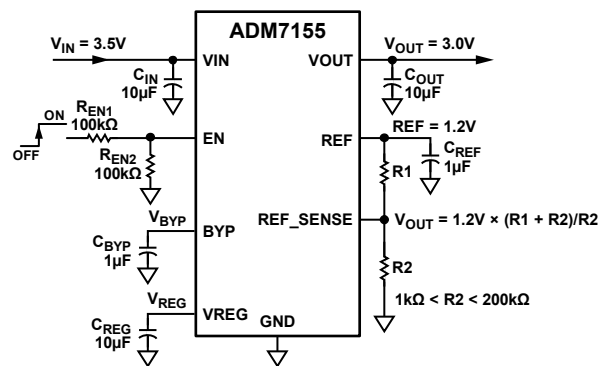 ADM7155
VIN = 3.5V
VIN
CIN
10µF
VOUT
VOUT = 3.0V
COUT
10µF
ON
OFF
REN1
100kΩ
EN
REN2
100kΩ
REF
REF = 1.2V
CREF
1µF
R1
VBYP
BYP
CBYP
1µF
REF_SENSE
VOUT = 1.2V × (R1 + R2)/R2
R2
1kΩ < R2 < 200kΩ
VREG
VREG
CREG
10µF
GND